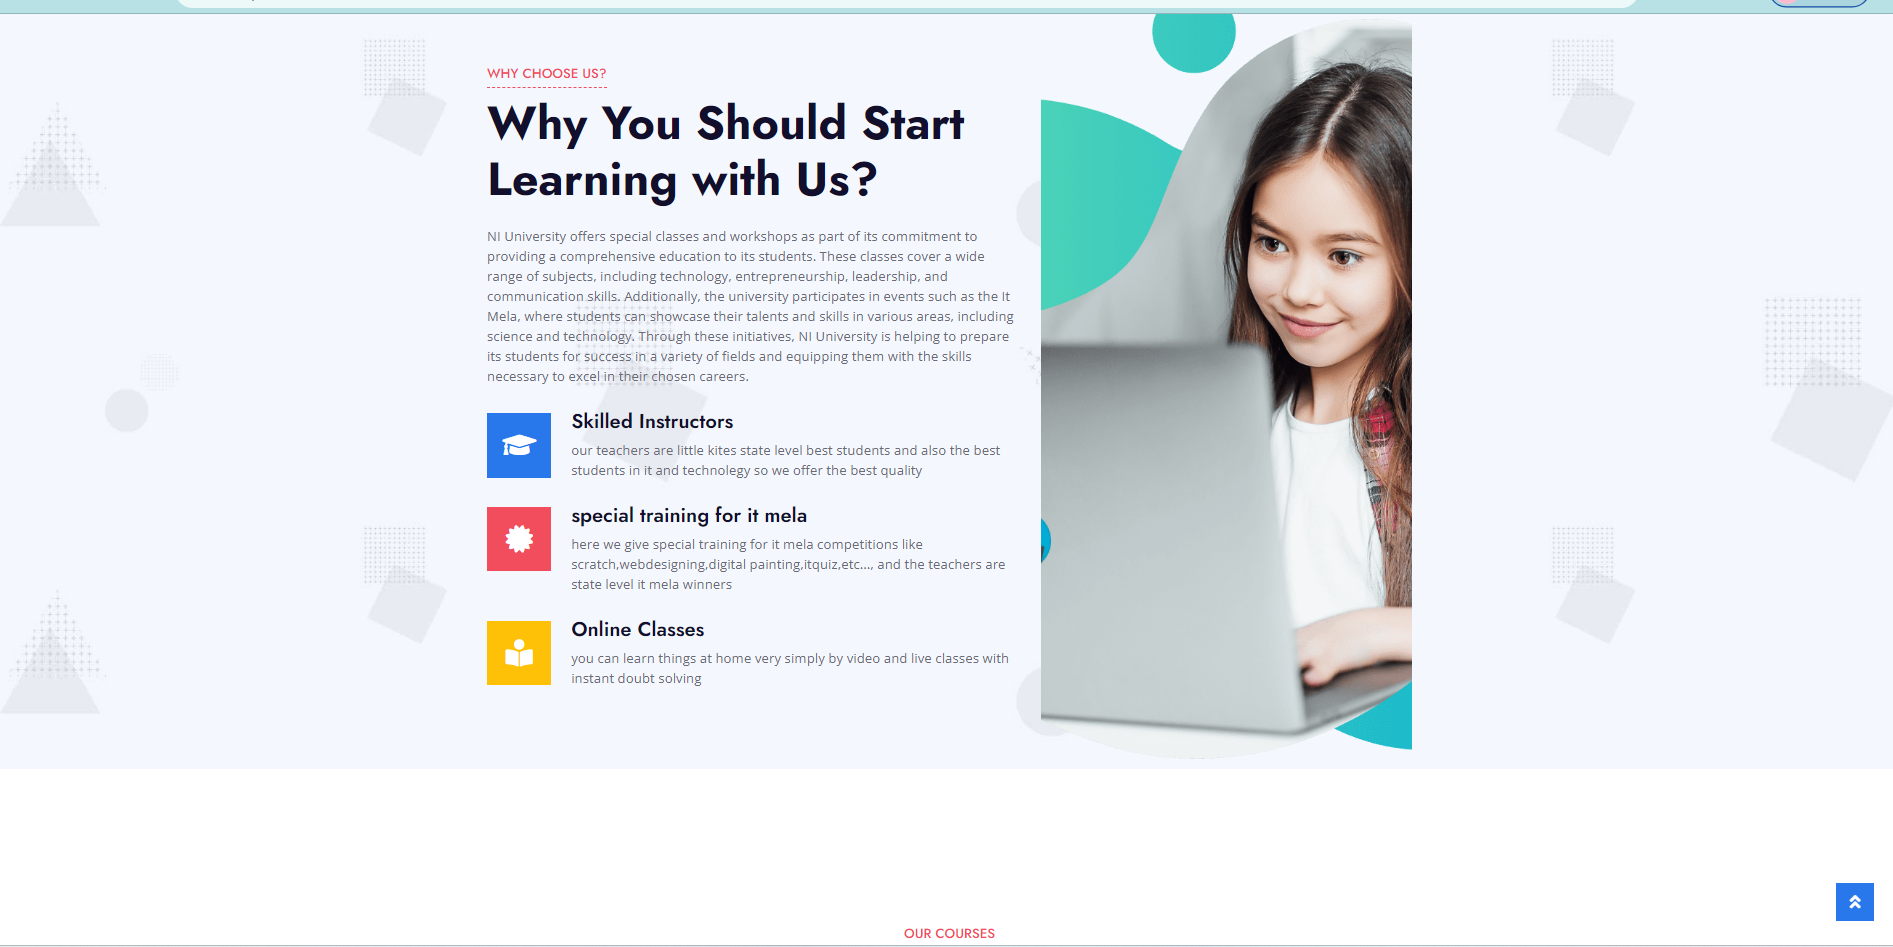 WHY CHOOSE US?
Why You Should Start
Learning with Us?
NI University offers special classes and workshops as part of its commitment to
providing a comprehensive education to its students. These classes cover a wide
range of subjects, including technology, entrepreneurship, leadership, and
communication skills. Additionally, the university participates in events such as the It
Mela, where students can showcase their talents and skills in various areas, including
science and technology. Through these initiatives, NI University is helping to prepare
its students for success in a variety of fields and equipping them with the skills
necessary to excel in their chosen careers.
Skilled Instructors
our teachers are little kites state level best students and also the best
students in it and technolegy so we offer the best quality
special training for it mela
here we give special training for it mela competitions like
scratch,webdesigning,digital painting,itquiz,etc..., and the teachers are
state level it mela winners
Online Classes
you can learn things at home very simply by video and live classes with
instant doubt solving
OUR COURSES